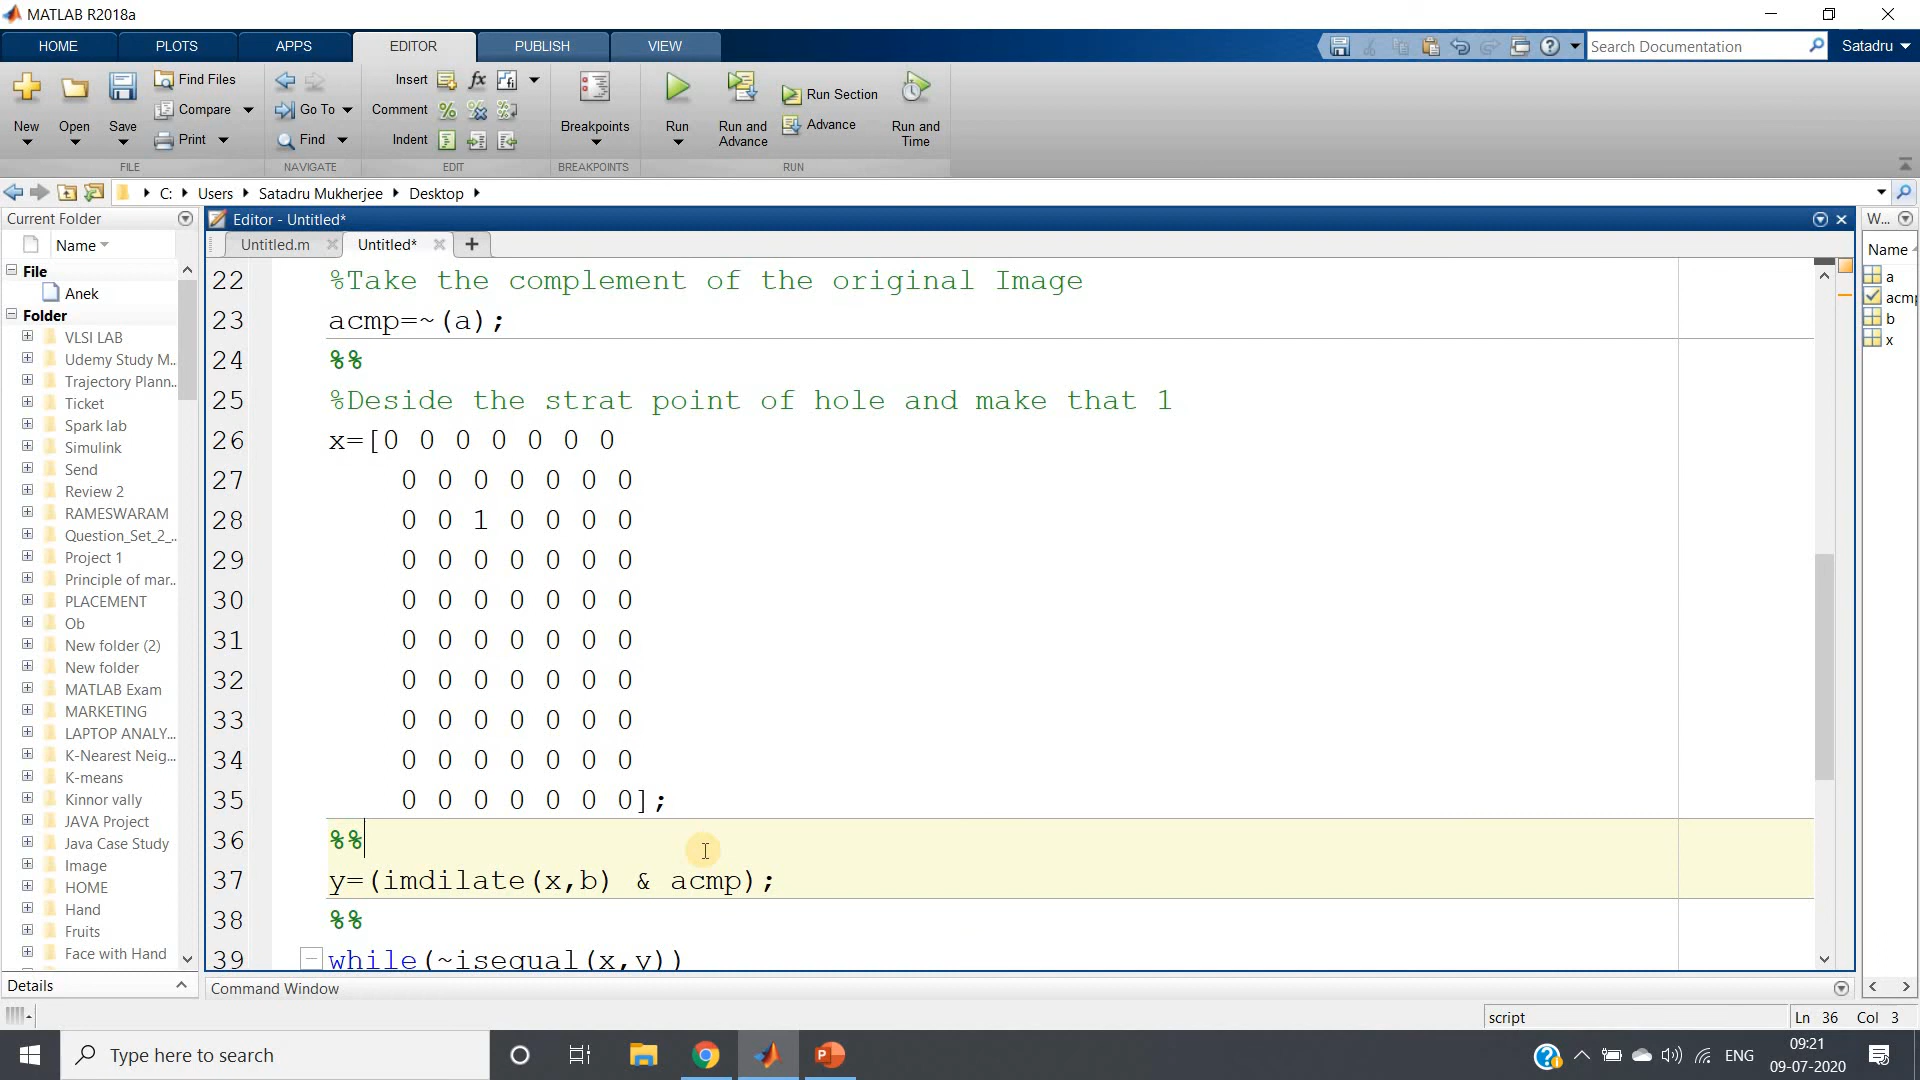 MATLAB R2018a
HOME PLOTS APPS EDITOR PUBLISH VIEW
Search Documentation
Satadru
New Open Save
Find Files
Compare
Print
Go To
Find
Insert fx
Comment
Indent
Breakpoints
Run
Run and Advance
Run Section
Advance
Run and Time
FILE NAVIGATE EDIT BREAKPOINTS RUN
C: Users Satadru Mukherjee Desktop
Current Folder
Name
File
Anek
Folder
VLSI LAB
Udemy Study M...
Trajectory Plann...
Ticket
Spark lab
Simulink
Send
Review 2
RAMESWARAM
Question_Set_2_...
Project 1
Principle of mar...
PLACEMENT
Ob
New folder (2)
New folder
MATLAB Exam
MARKETING
LAPTOP ANALY...
K-Nearest Neig...
K-means
Kinnor vally
JAVA Project
Java Case Study
Image
HOME
Hand
Fruits
Face with Hand
Details
Editor - Untitled*
Untitled.m Untitled*
22 %Take the complement of the original Image
23 acmp=~(a);
24 %%
25 %Deside the strat point of hole and make that 1
26 x=[0 0 0 0 0 0 0
27 0 0 0 0 0 0 0
28 0 0 1 0 0 0 0
29 0 0 0 0 0 0 0
30 0 0 0 0 0 0 0
31 0 0 0 0 0 0 0
32 0 0 0 0 0 0 0
33 0 0 0 0 0 0 0
34 0 0 0 0 0 0 0
35 0 0 0 0 0 0 0];
36 %%
37 y=(imdilate(x,b) & acmp);
38 %%
39 while(~isequal(x,y))
Command Window
W...
Name
a
acmp
b
x
script
Ln 36 Col 3
Type here to search
ENG
09:21
09-07-2020